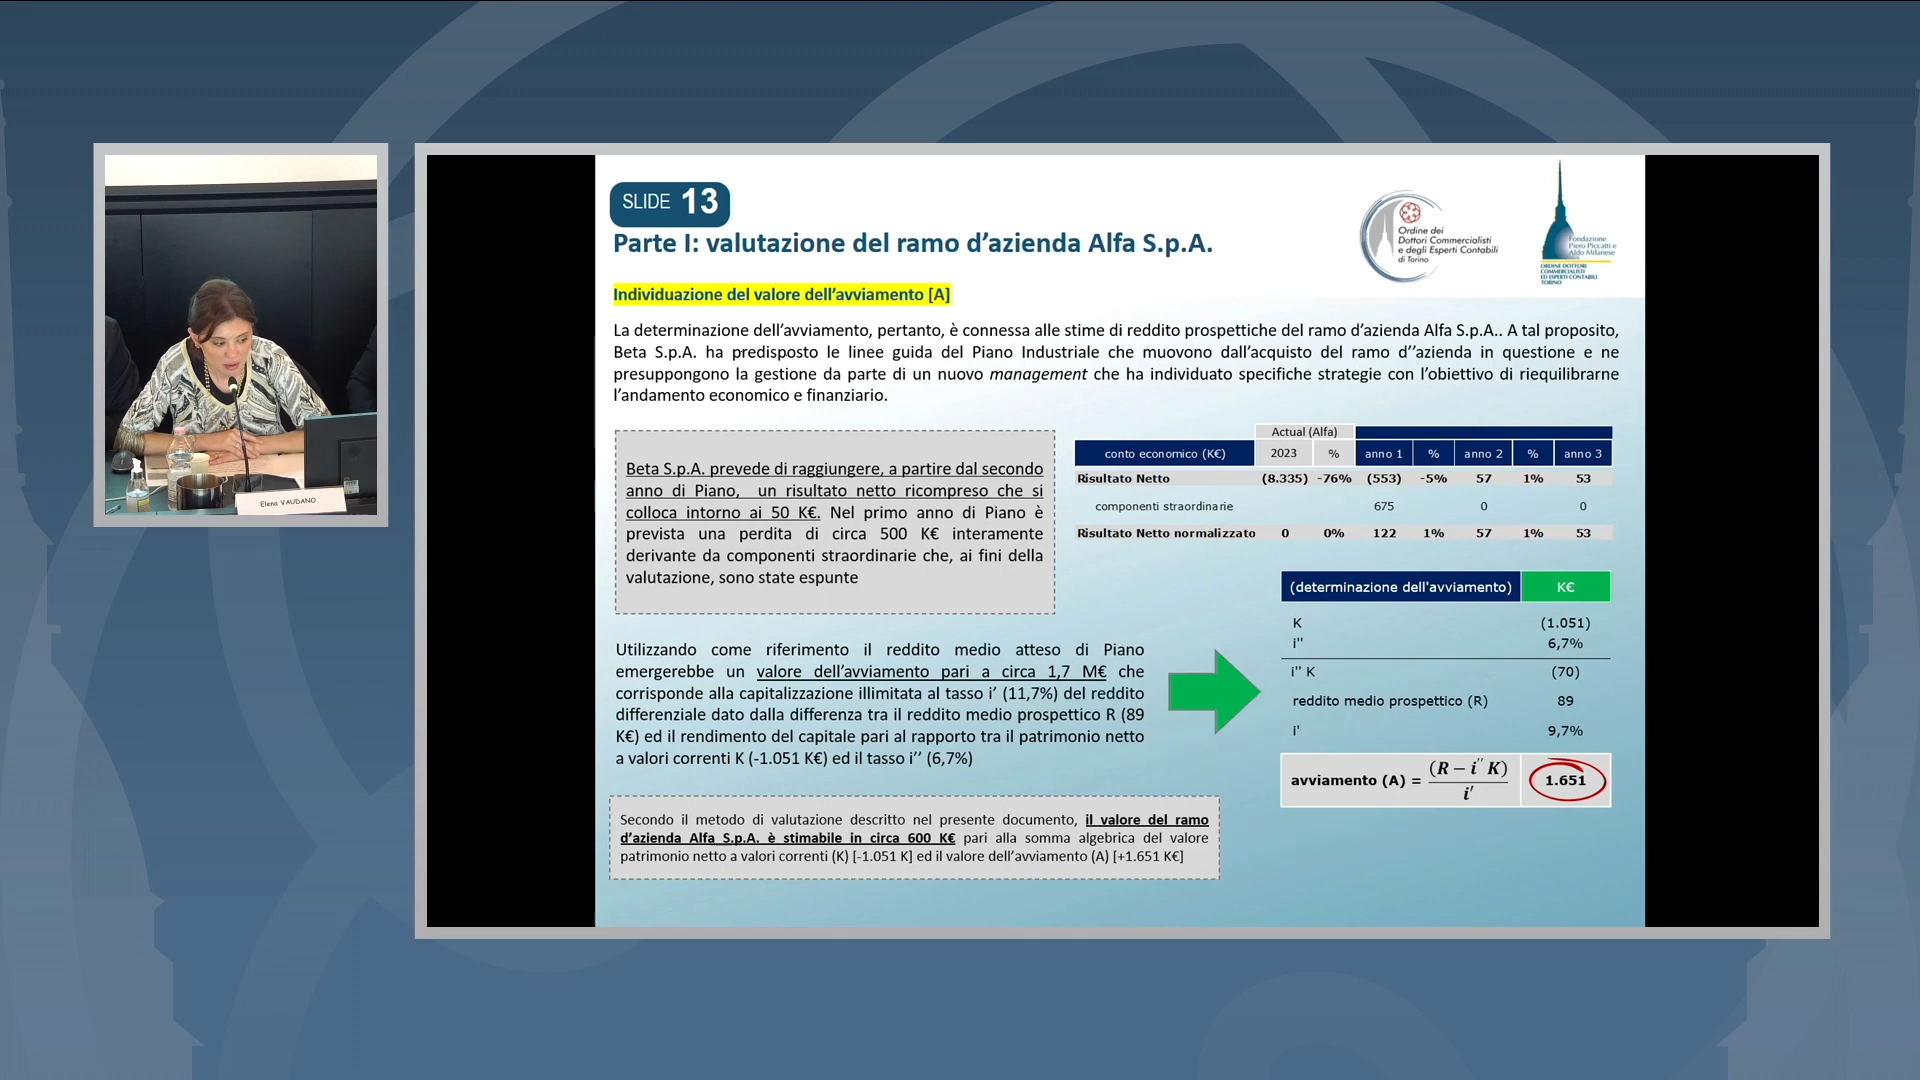 SLIDE 13
Parte I: valutazione del ramo d'azienda Alfa S.p.A.
Ordine dei
Dottori Commercialisti
e degli Esperti Contabili
di Torino
Fondazione
Piero Piccatti e
Aldo Milanese
ORDINE DOTTORI
COMMERCIALISTI
ED ESPERTI CONTABILI
TORINO
Individuazione del valore dell'avviamento [A]
La determinazione dell'avviamento, pertanto, è connessa alle stime di reddito prospettiche del ramo d'azienda Alfa S.p.A.. A tal proposito,
Beta S.p.A. ha predisposto le linee guida del Piano Industriale che muovono dall'acquisto del ramo d''azienda in questione e ne
presuppongono la gestione da parte di un nuovo management che ha individuato specifiche strategie con l'obiettivo di riequilibrarne
l'andamento economico e finanziario.
Beta S.p.A. prevede di raggiungere, a partire dal secondo
anno di Piano, un risultato netto ricompreso che si
colloca intorno ai 50 K€. Nel primo anno di Piano è
prevista una perdita di circa 500 K€ interamente
derivante da componenti straordinarie che, ai fini della
valutazione, sono state espunte
Actual (Alfa)
conto economico (K€) 2023 % anno 1 % anno 2 % anno 3
Risultato Netto (8.335) -76% (553) -5% 57 1% 53
componenti straordinarie 675 0 0
Risultato Netto normalizzato 0 0% 122 1% 57 1% 53
Utilizzando come riferimento il reddito medio atteso di Piano
emergerebbe un valore dell'avviamento pari a circa 1,7 M€ che
corrisponde alla capitalizzazione illimitata al tasso i' (11,7%) del reddito
differenziale dato dalla differenza tra il reddito medio prospettico R (89
K€) ed il rendimento del capitale pari al rapporto tra il patrimonio netto
a valori correnti K (-1.051 K€) ed il tasso i'' (6,7%)
(determinazione dell'avviamento) K€
K (1.051)
i'' 6,7%
i'' K (70)
reddito medio prospettico (R) 89
i' 9,7%
avviamento (A) = (R − i'' K) / i' 1.651
Secondo il metodo di valutazione descritto nel presente documento, il valore del ramo
d'azienda Alfa S.p.A. è stimabile in circa 600 K€ pari alla somma algebrica del valore
patrimonio netto a valori correnti (K) [-1.051 K] ed il valore dell'avviamento (A) [+1.651 K€]
Elena VAUDANO